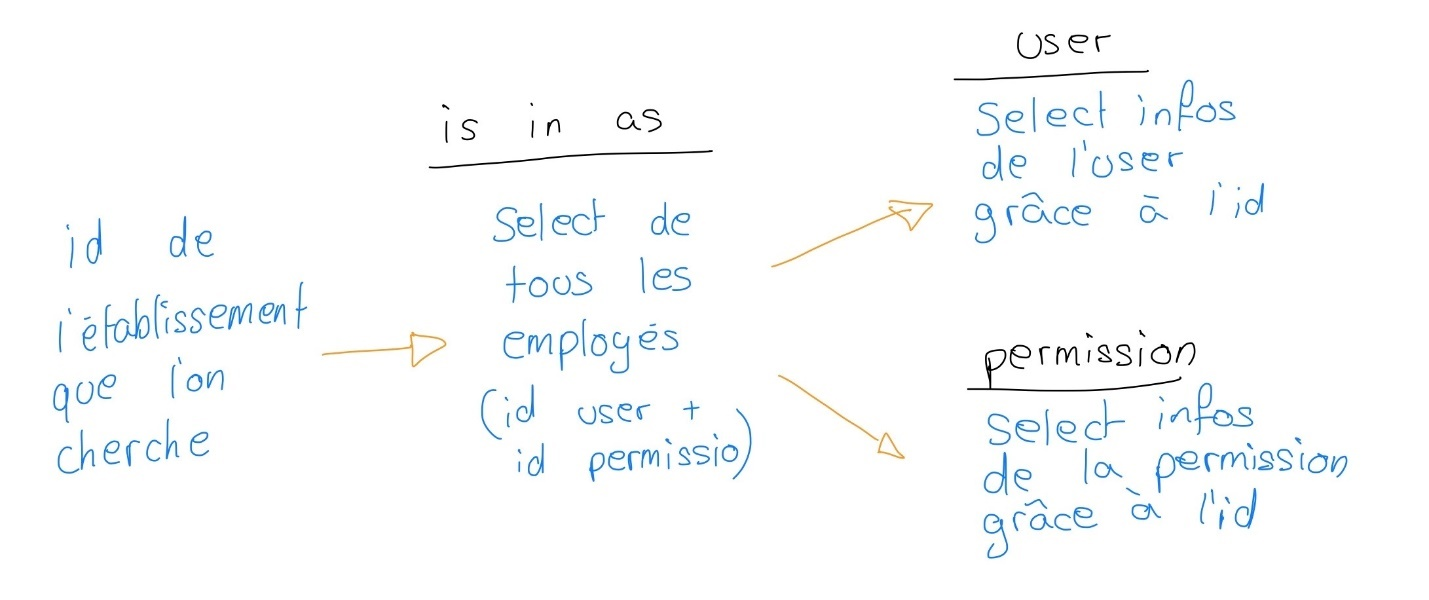 id de
l'établissement
que l'on
cherche
is in as
Select de
tous les
employés
(id user +
id permissio)
user
Select infos
de l'user
grâce à l'id
permission
Select infos
de la permission
grâce à l'id